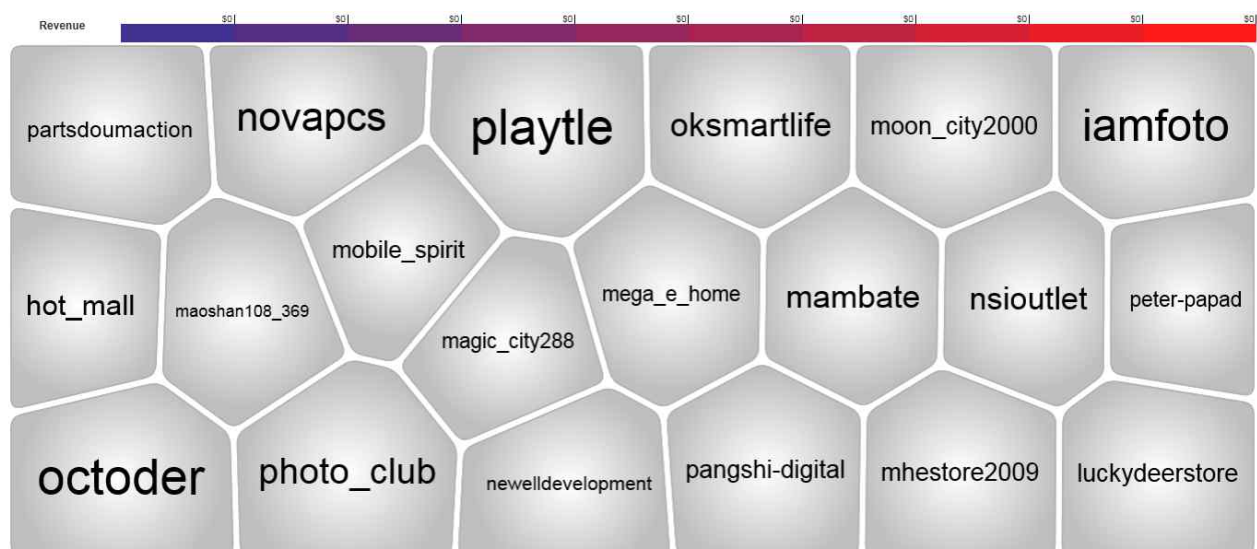 Revenue $0 $0 $0 $0 $0 $0 $0 $0 $0 $0
partsdoumaction novapcs playtle oksmartlife moon_city2000 iamfoto
mobile_spirit
hot_mall maoshan108_369 magic_city288 mega_e_home mambate nsioutlet peter-papad
octoder photo_club newelldevelopment pangshi-digital mhestore2009 luckydeerstore